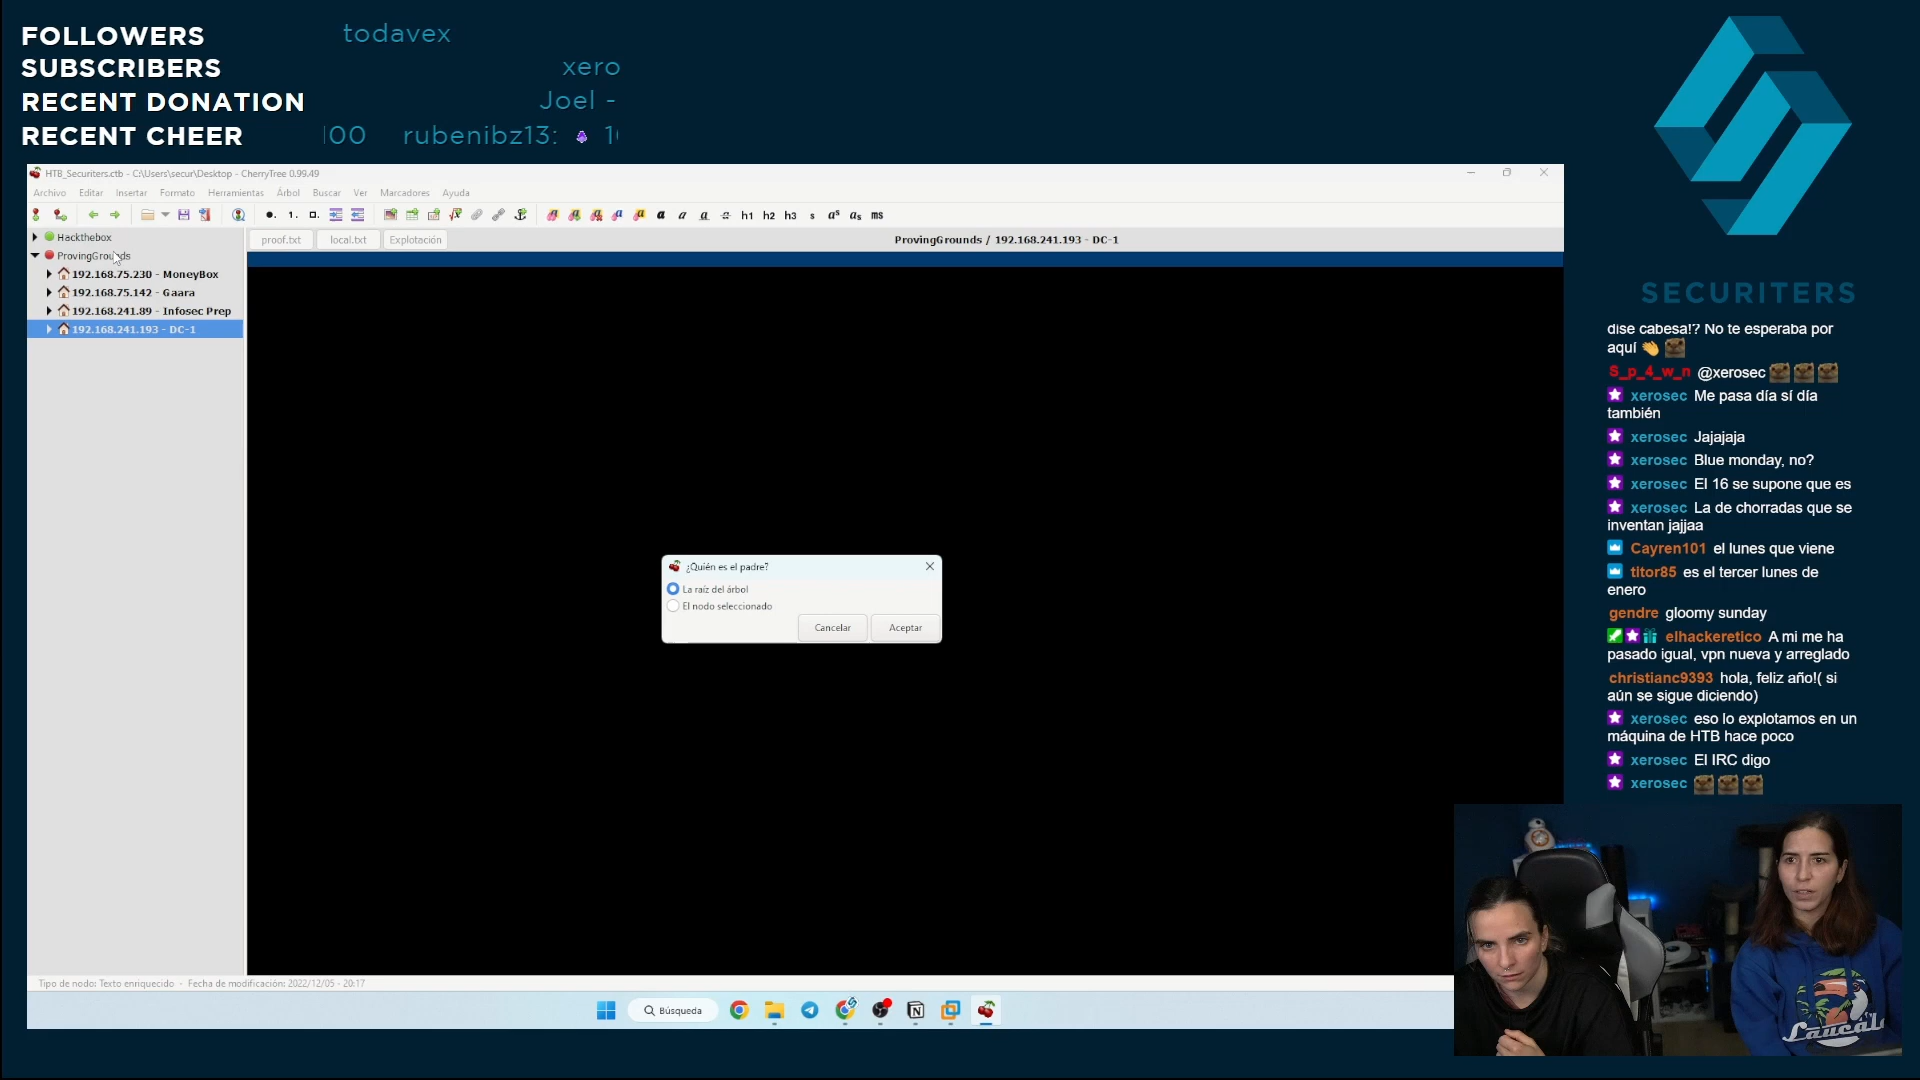 FOLLOWERS
todavex
SUBSCRIBERS
xero
RECENT DONATION
Joel -
RECENT CHEER
00 rubenibz13:
HTB_Securiters.ctb - C:\Users\secur\Desktop - CherryTree 0.99.49
Archivo Editar Insertar Formato Herramientas Árbol Buscar Ver Marcadores Ayuda
h1 h2 h3 s ms
Hackthebox
ProvingGrounds
192.168.75.230 - MoneyBox
192.168.75.142 - Gaara
192.168.241.89 - Infosec Prep
192.168.241.193 - DC-1
proof.txt local.txt Explotación
ProvingGrounds / 192.168.241.193 - DC-1
¿Quién es el padre?
La raíz del árbol
El nodo seleccionado
Cancelar Aceptar
Tipo de nodo: Texto enriquecido - Fecha de modificación: 2022/12/05 - 20:17
Búsqueda
SECURITERS
dise cabesa!? No te esperaba por
aquí
S_p_4_w_n @xerosec
xerosec Me pasa día sí día
también
xerosec Jajajaja
xerosec Blue monday, no?
xerosec El 16 se supone que es
xerosec La de chorradas que se
inventan jajjaa
Cayren101 el lunes que viene
titor85 es el tercer lunes de
enero
gendre gloomy sunday
elhackeretico A mi me ha
pasado igual, vpn nueva y arreglado
christianc9393 hola, feliz año!( si
aún se sigue diciendo)
xerosec eso lo explotamos en un
máquina de HTB hace poco
xerosec El IRC digo
xerosec